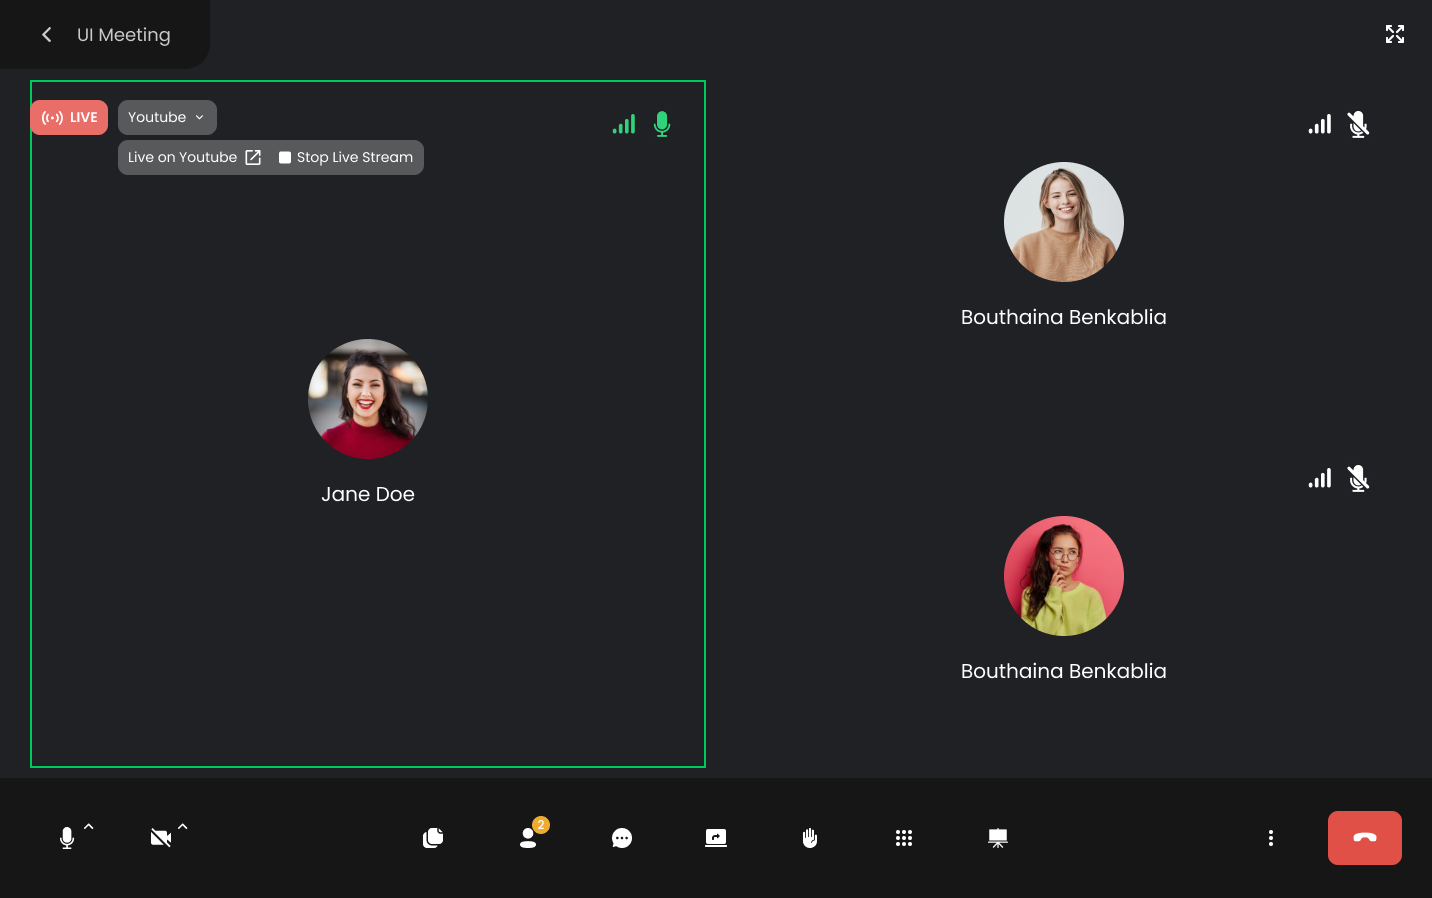 UI Meeting
LIVE
Youtube
Live on Youtube
Stop Live Stream
Jane Doe
Bouthaina Benkablia
Bouthaina Benkablia
2